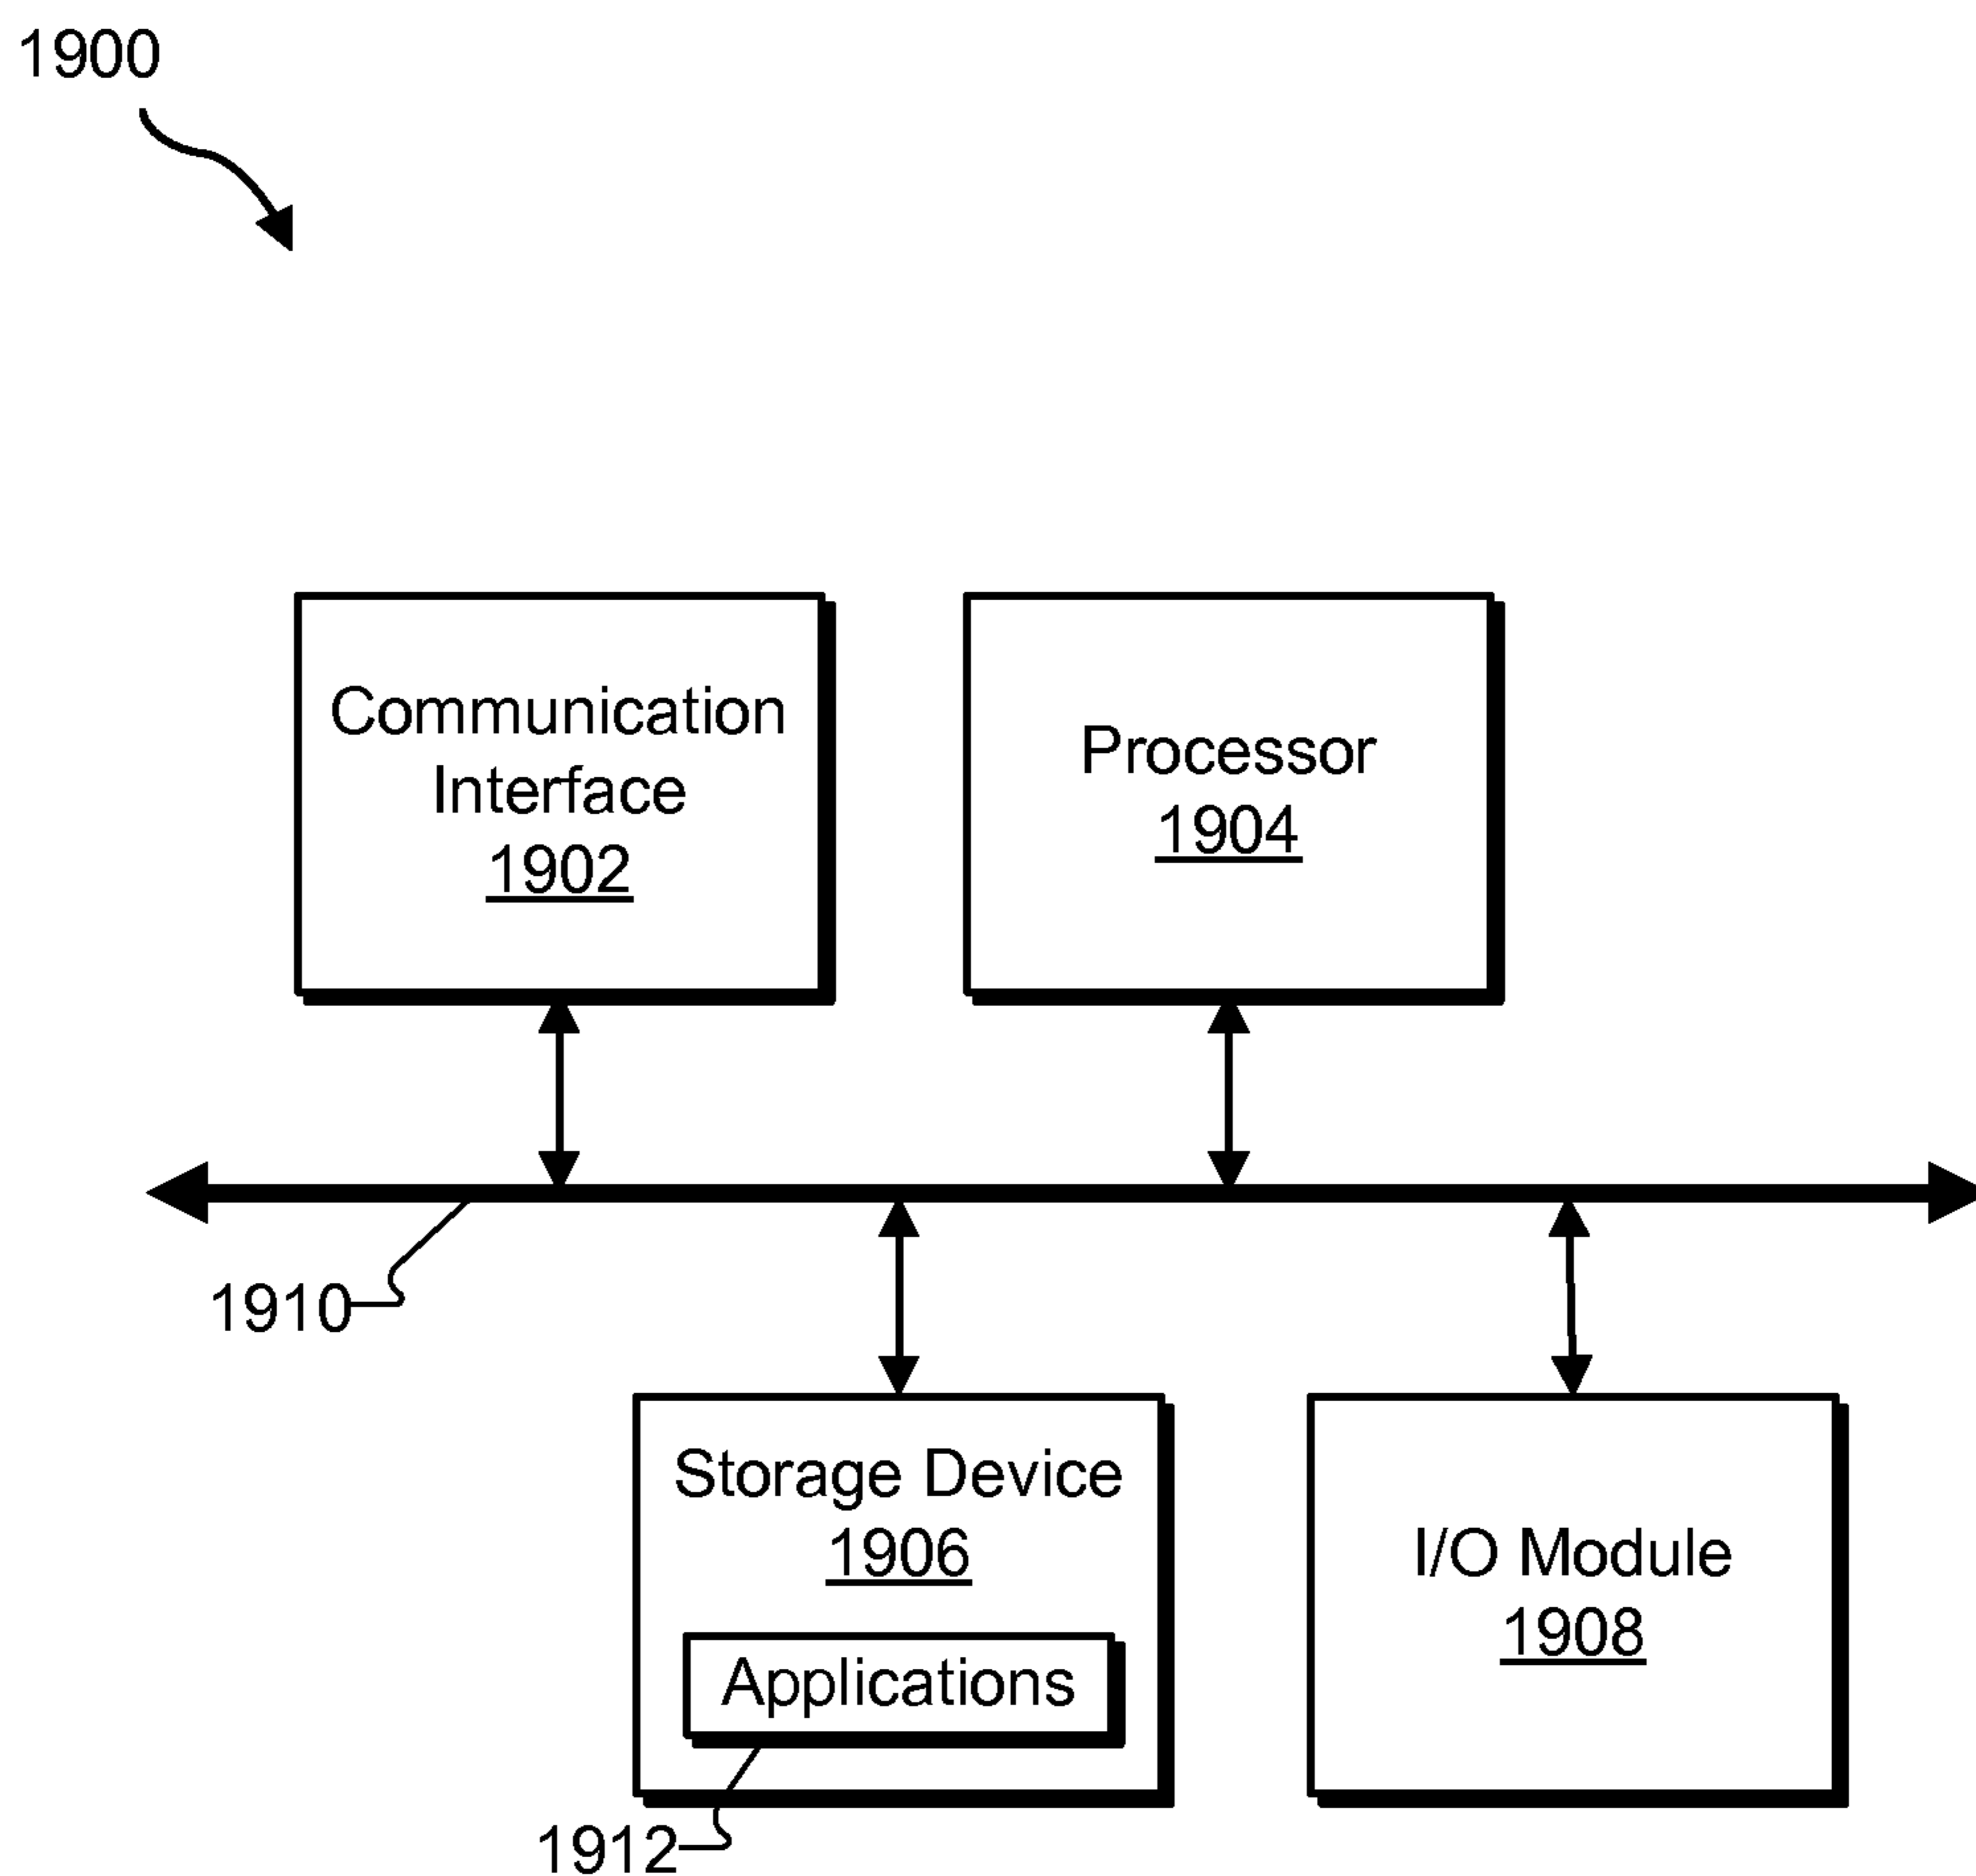 1900
Communication
Interface
1902
Processor
1904
1910
Storage Device
1906
Applications
1912
I/O Module
1908